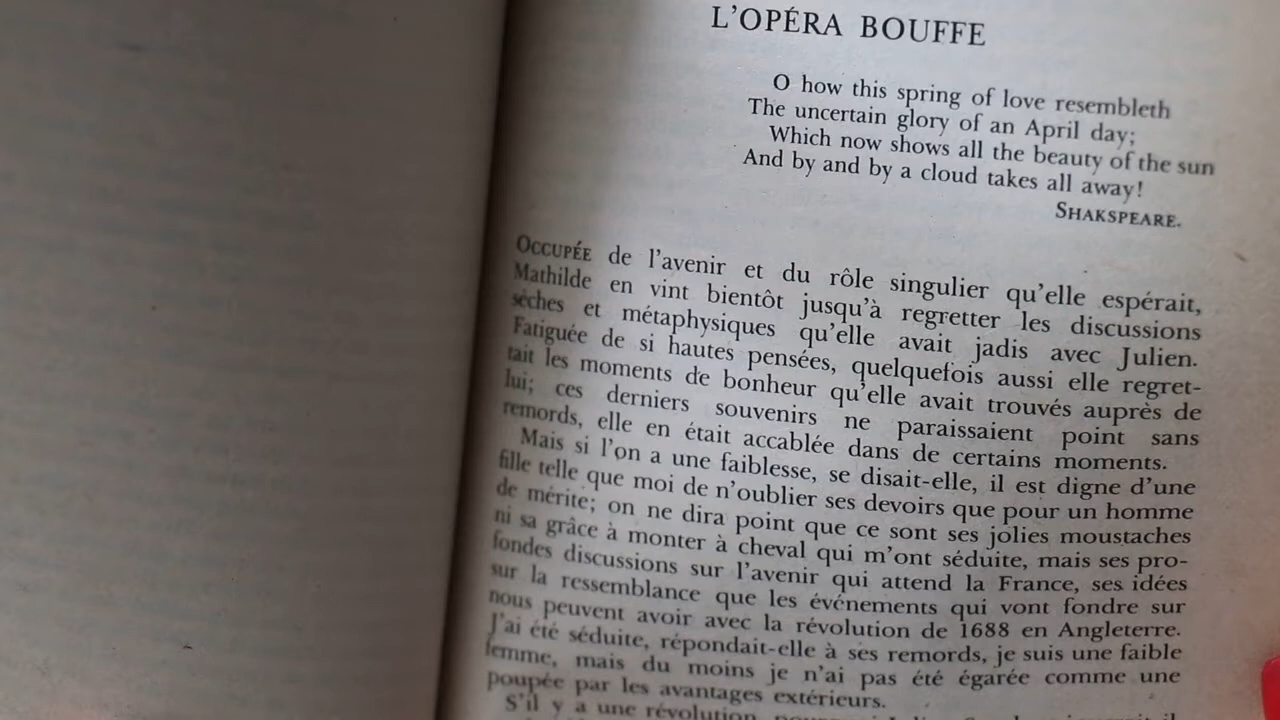 L'OPÉRA BOUFFE
O how this spring of love resembleth
The uncertain glory of an April day;
Which now shows all the beauty of the sun
And by and by a cloud takes all away!
SHAKSPEARE.
OCCUPÉE de l'avenir et du rôle singulier qu'elle espérait,
Mathilde en vint bientôt jusqu'à regretter les discussions
sèches et métaphysiques qu'elle avait jadis avec Julien.
Fatiguée de si hautes pensées, quelquefois aussi elle regret-
tait les moments de bonheur qu'elle avait trouvés auprès de
lui; ces derniers souvenirs ne paraissaient point sans
remords, elle en était accablée dans de certains moments.
Mais si l'on a une faiblesse, se disait-elle, il est digne d'une
fille telle que moi de n'oublier ses devoirs que pour un homme
de mérite; on ne dira point que ce sont ses jolies moustaches
ni sa grâce à monter à cheval qui m'ont séduite, mais ses pro-
fondes discussions sur l'avenir qui attend la France, ses idées
sur la ressemblance que les événements qui vont fondre sur
nous peuvent avoir avec la révolution de 1688 en Angleterre.
J'ai été séduite, répondait-elle à ses remords, je suis une faible
femme, mais du moins je n'ai pas été égarée comme une
poupée par les avantages extérieurs.
S'il y a une révolution,